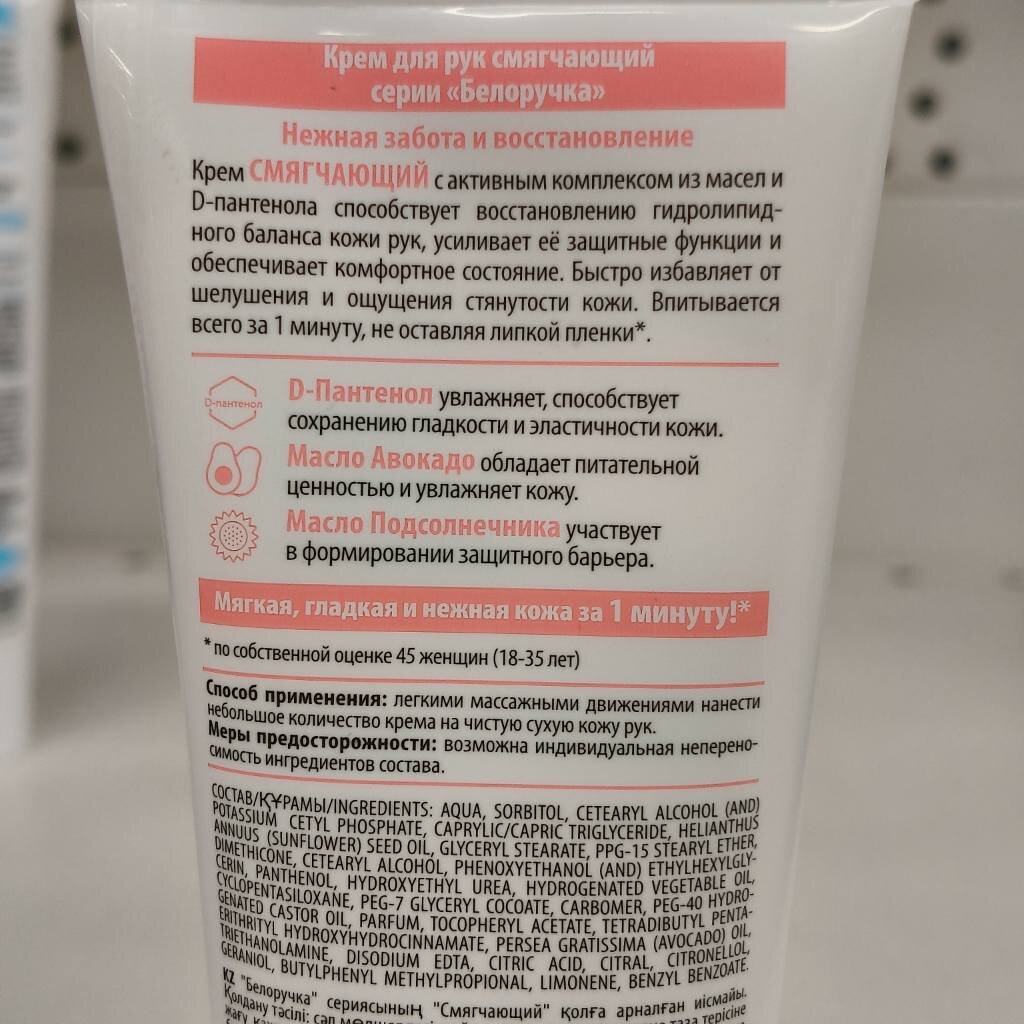 Крем для рук смягчающий
серии «Белоручка»
Нежная забота и восстановление
Крем СМЯГЧАЮЩИЙ с активным комплексом из масел и
D-пантенола способствует восстановлению гидролипид-
ного баланса кожи рук, усиливает её защитные функции и
обеспечивает комфортное состояние. Быстро избавляет от
шелушения и ощущения стянутости кожи. Впитывается
всего за 1 минуту, не оставляя липкой пленки*.
D-пантенол
D-Пантенол увлажняет, способствует
сохранению гладкости и эластичности кожи.
Масло Авокадо обладает питательной
ценностью и увлажняет кожу.
Масло Подсолнечника участвует
в формировании защитного барьера.
Мягкая, гладкая и нежная кожа за 1 минуту!*
* по собственной оценке 45 женщин (18-35 лет)
Способ применения: легкими массажными движениями нанести
небольшое количество крема на чистую сухую кожу рук.
Меры предосторожности: возможна индивидуальная неперено-
симость ингредиентов состава.
СОСТАВ/ҚҰРАМЫ/INGREDIENTS: AQUA, SORBITOL, CETEARYL ALCOHOL (AND)
POTASSIUM CETYL PHOSPHATE, CAPRYLIC/CAPRIC TRIGLYCERIDE, HELIANTHUS
ANNUUS (SUNFLOWER) SEED OIL, GLYCERYL STEARATE, PPG-15 STEARYL ETHER,
DIMETHICONE, CETEARYL ALCOHOL, PHENOXYETHANOL (AND) ETHYLHEXYLGLY-
CERIN, PANTHENOL, HYDROXYETHYL UREA, HYDROGENATED VEGETABLE OIL,
CYCLOPENTASILOXANE, PEG-7 GLYCERYL COCOATE, CARBOMER, PEG-40 HYDRO-
GENATED CASTOR OIL, PARFUM, TOCOPHERYL ACETATE, TETRADIBUTYL PENTA-
ERITHRITYL HYDROXYHYDROCINNAMATE, PERSEA GRATISSIMA (AVOCADO) OIL,
TRIETHANOLAMINE, DISODIUM EDTA, CITRIC ACID, CITRAL, CITRONELLOL,
GERANIOL, BUTYLPHENYL METHYLPROPIONAL, LIMONENE, BENZYL BENZOATE.
KZ "Белоручка" сериясының "Смягчающий" қолға арналған иісмайы.
Қолдану тәсілі: сәл таза терісіне